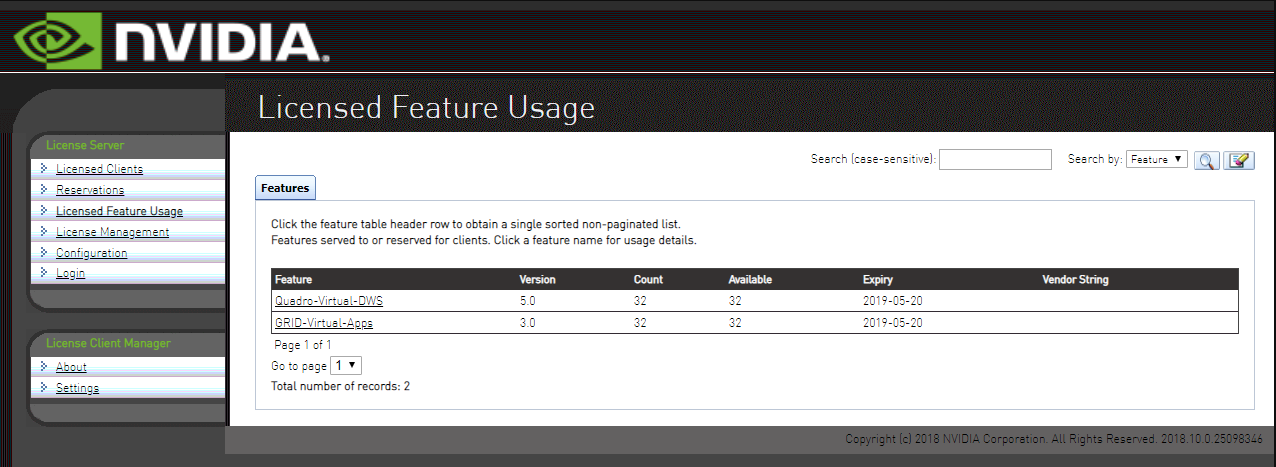 NVIDIA.
Licensed Feature Usage
License Server
Licensed Clients
Reservations
Licensed Feature Usage
License Management
Configuration
Login
License Client Manager
About
Settings
Search (case-sensitive): Search by: Feature
Features
Click the feature table header row to obtain a single sorted non-paginated list.
Features served to or reserved for clients. Click a feature name for usage details.
Feature Version Count Available Expiry Vendor String
Quadro-Virtual-DWS 5.0 32 32 2019-05-20
GRID-Virtual-Apps 3.0 32 32 2019-05-20
Page 1 of 1
Go to page 1
Total number of records: 2
Copyright (c) 2018 NVIDIA Corporation. All Rights Reserved. 2018.10.0.25098346